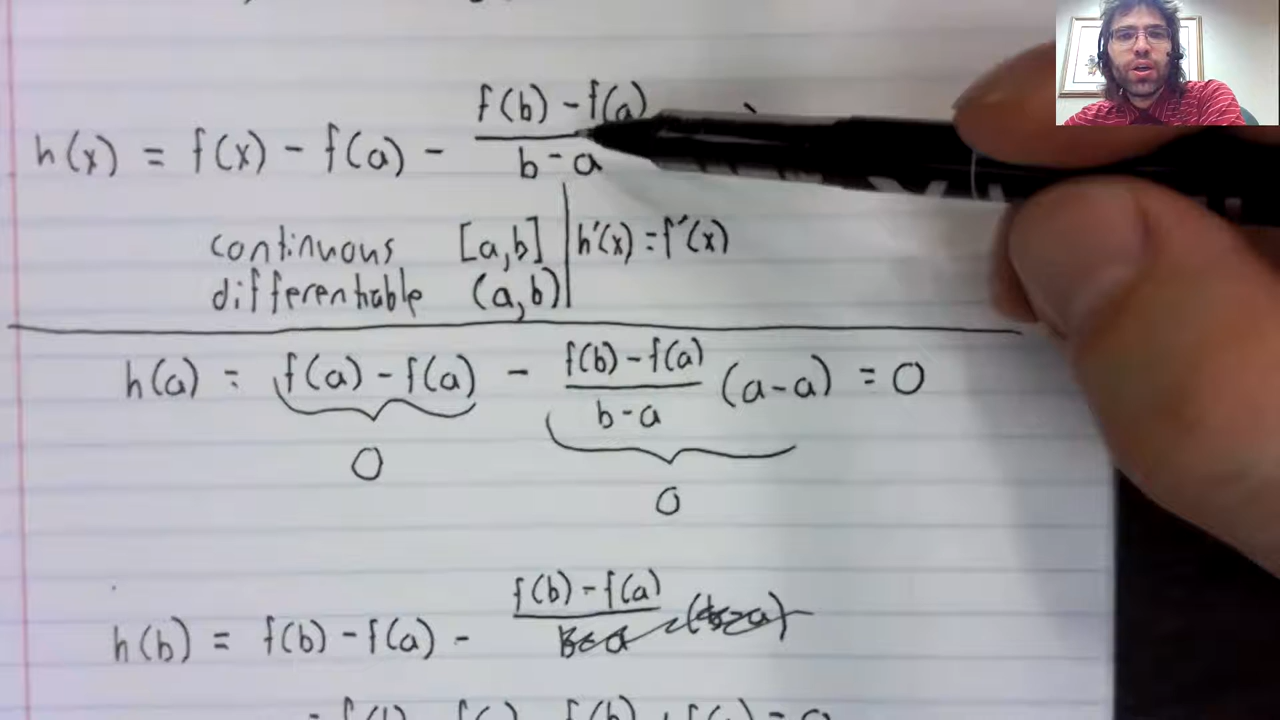 h(x) = f(x) - f(a) - f(b) - f(a) / b - a
continuous [a,b] | h'(x) = f'(x)
differentiable (a,b) |
h(a) = f(a) - f(a) - f(b) - f(a) / b - a (a - a) = 0
0 0
h(b) = f(b) - f(a) - f(b) - f(a) / b - a (b - a)